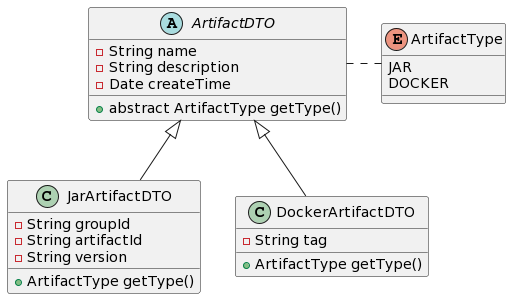 A ArtifactDTO
String name
String description
Date createTime
abstract ArtifactType getType()
E ArtifactType
JAR
DOCKER
C JarArtifactDTO
String groupId
String artifactId
String version
ArtifactType getType()
C DockerArtifactDTO
String tag
ArtifactType getType()